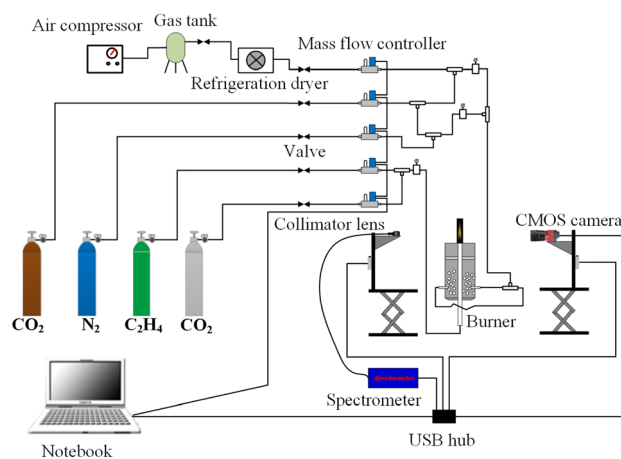 Gas tank
Air compressor
Mass flow controller
Refrigeration dryer
Valve
Collimator lens
CMOS camera
CO₂
N₂
C₂H₄
CO₂
Burner
Spectrometer
Spectrometer
USB hub
Notebook